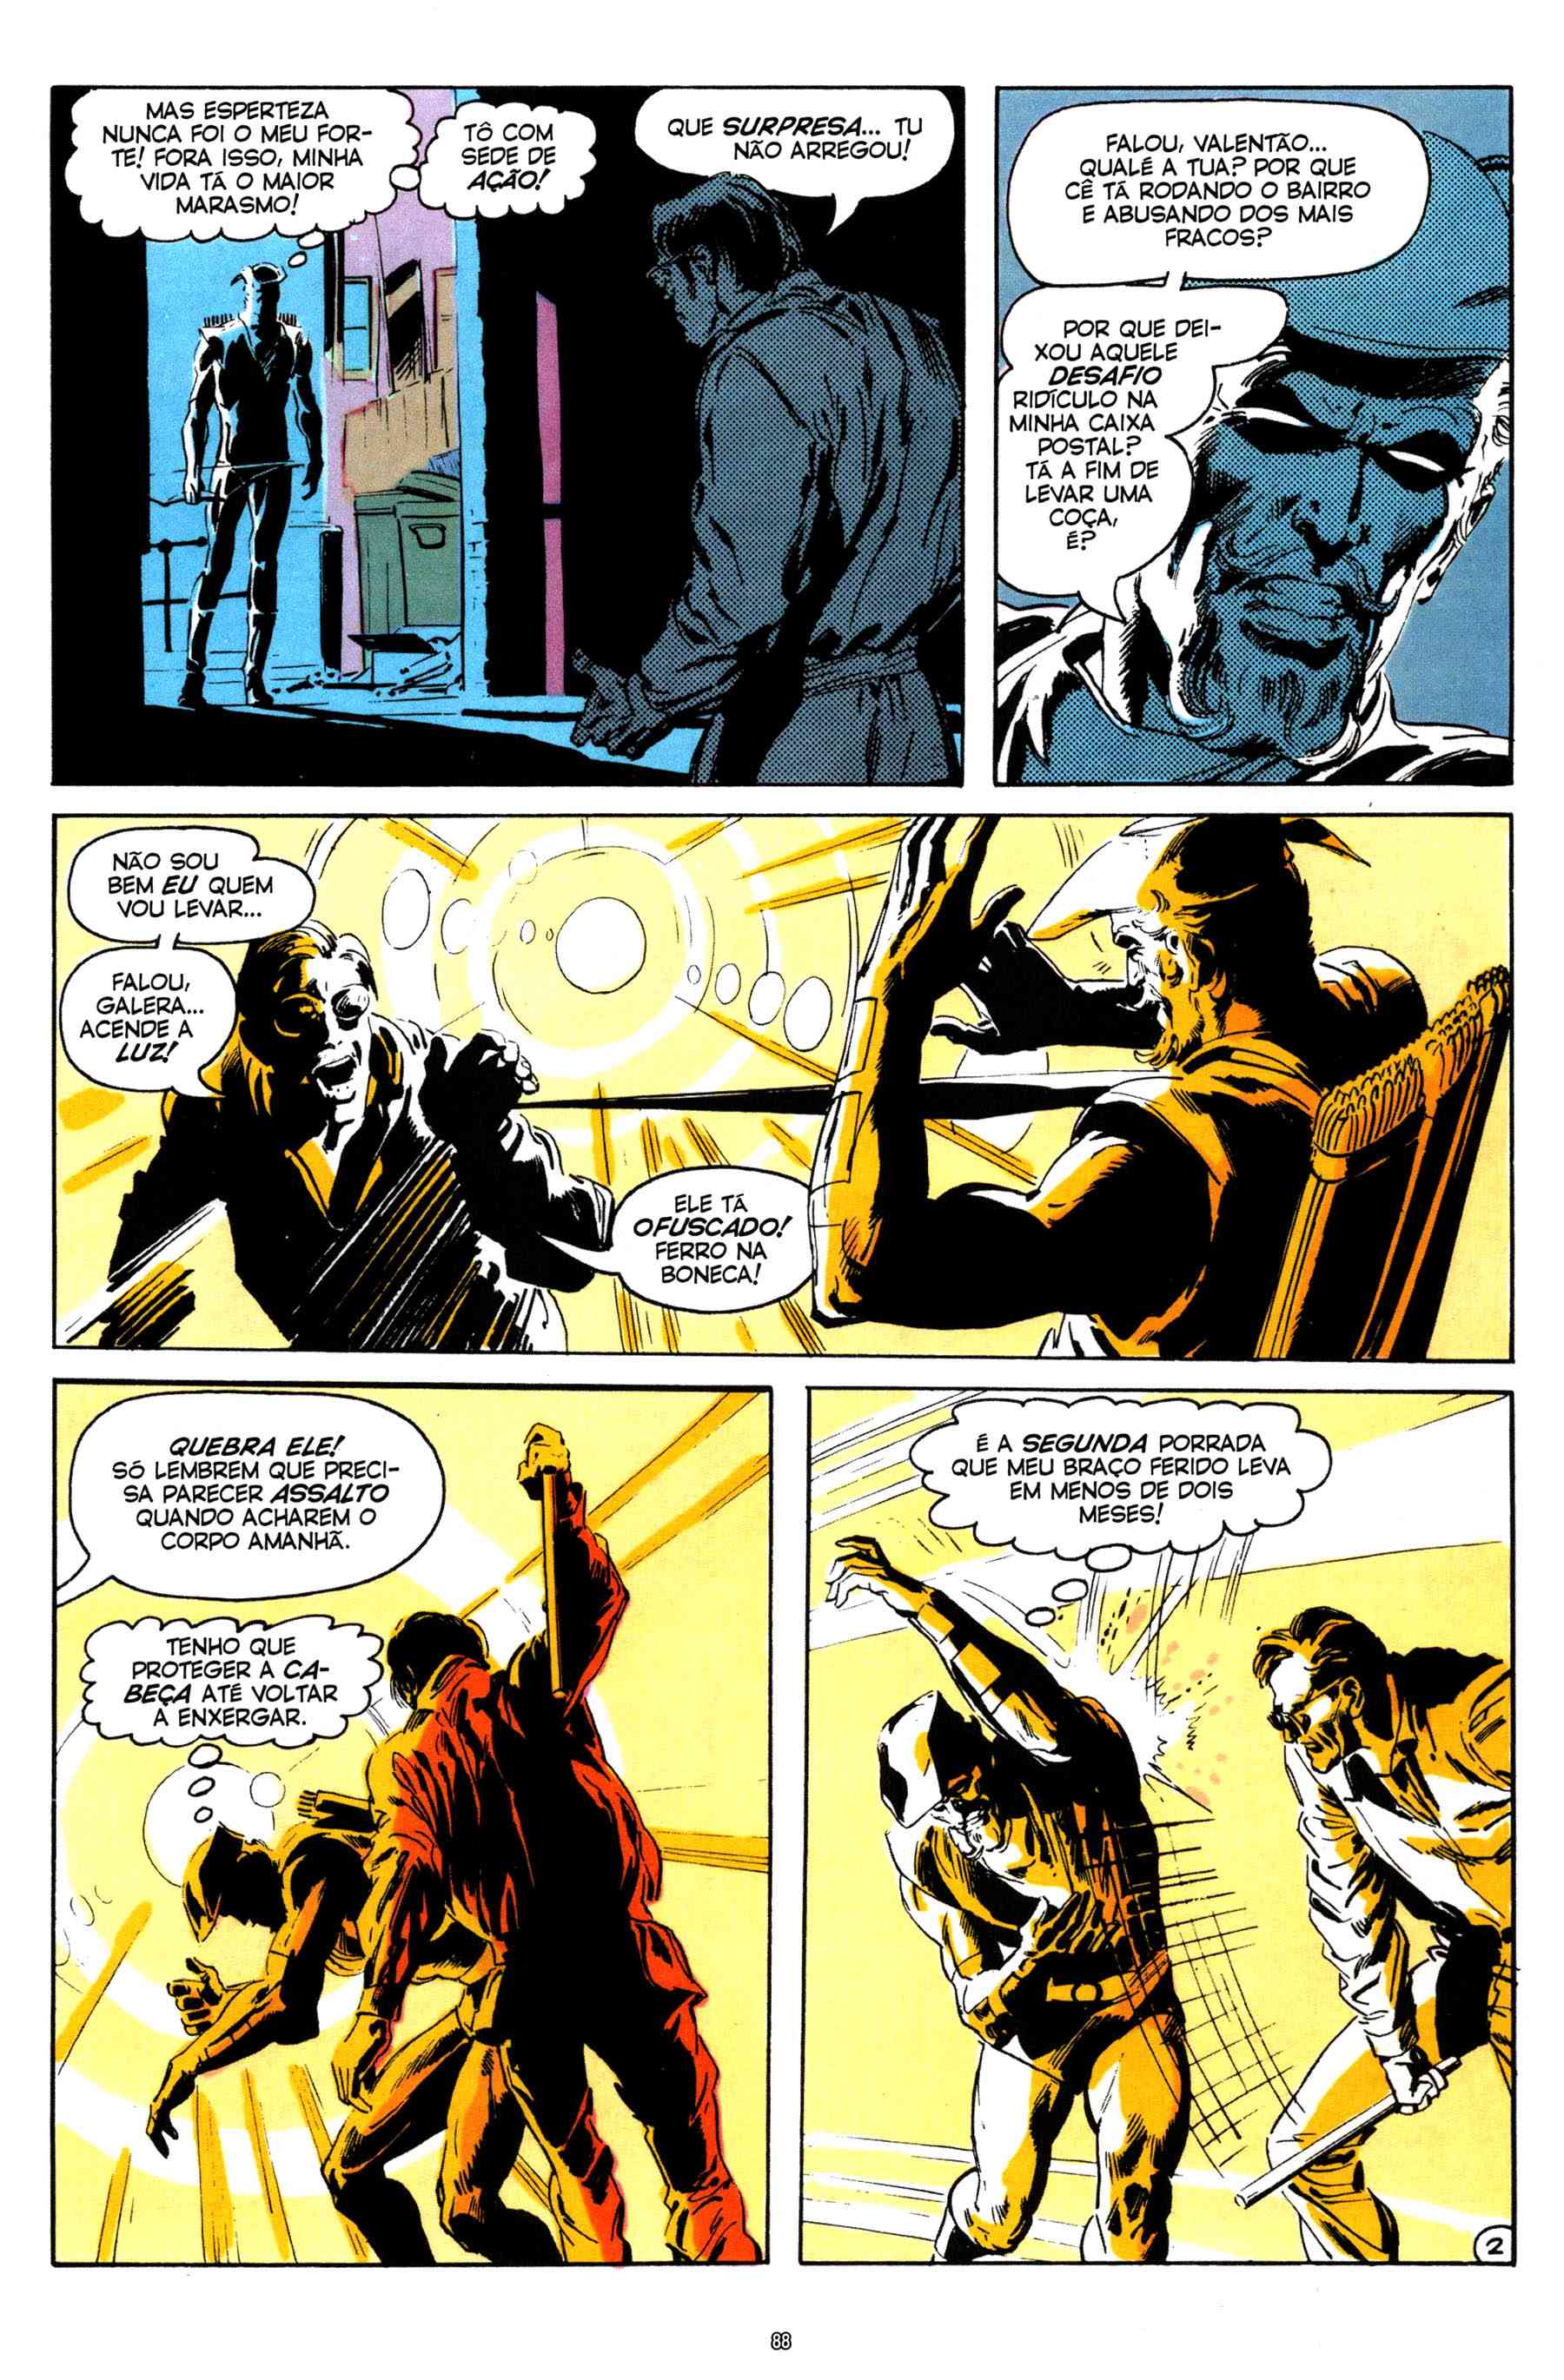 MAS ESPERTEZA
NUNCA FOI O MEU FOR-
TE! FORA ISSO, MINHA
VIDA TÁ O MAIOR
MARASMO!
TÔ COM
SEDE DE
AÇÃO!
QUE SURPRESA... TU
NÃO ARREGOU!
FALOU, VALENTÃO...
QUALÉ A TUA? POR QUE
CÊ TÁ RODANDO O BAIRRO
E ABUSANDO DOS MAIS
FRACOS?
POR QUE DEI-
XOU AQUELE
DESAFIO
RIDÍCULO NA
MINHA CAIXA
POSTAL?
TÁ A FIM DE
LEVAR UMA
COÇA,
É?
NÃO SOU
BEM EU QUEM
VOU LEVAR...
FALOU,
GALERA...
ACENDE A
LUZ!
ELE TÁ
OFUSCADO!
FERRO NA
BONECA!
QUEBRA ELE!
SÓ LEMBREM QUE PRECI-
SA PARECER ASSALTO
QUANDO ACHAREM O
CORPO AMANHÃ.
TENHO QUE
PROTEGER A CA-
BEÇA ATÉ VOLTAR
A ENXERGAR.
É A SEGUNDA PORRADA
QUE MEU BRAÇO FERIDO LEVA
EM MENOS DE DOIS
MESES!
2
88